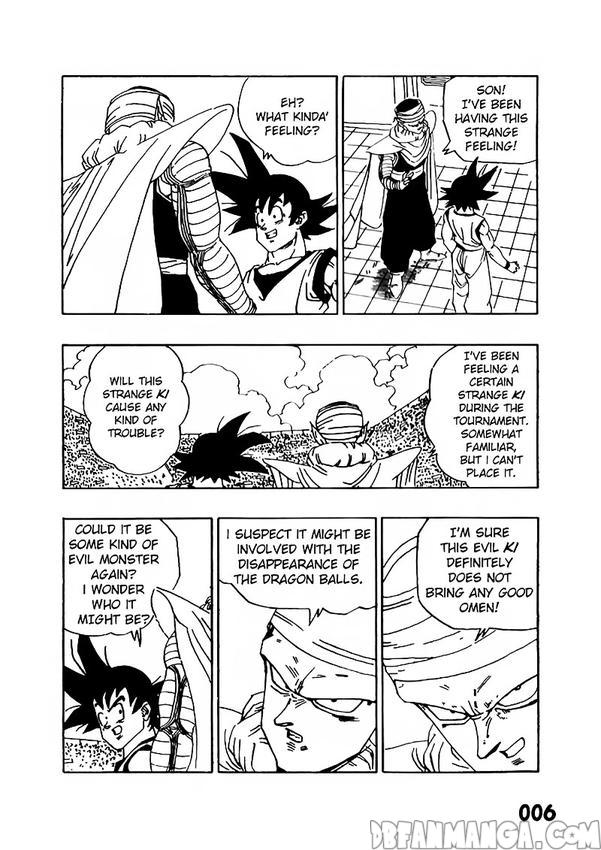 SON!
I'VE BEEN
HAVING THIS
STRANGE
FEELING!
EH?
WHAT KINDA'
FEELING?
I'VE BEEN
FEELING A
CERTAIN
STRANGE KI
DURING THE
TOURNAMENT.
SOMEWHAT
FAMILIAR,
BUT I CAN'T
PLACE IT.
WILL THIS
STRANGE KI
CAUSE ANY
KIND OF
TROUBLE?
I'M SURE
THIS EVIL KI
DEFINITELY
DOES NOT
BRING ANY GOOD
OMEN!
I SUSPECT IT MIGHT BE
INVOLVED WITH THE
DISAPPEARANCE OF
THE DRAGON BALLS.
COULD IT BE
SOME KIND OF
EVIL MONSTER
AGAIN?
I WONDER
WHO IT
MIGHT BE?
006
DBFANMANGA.COM